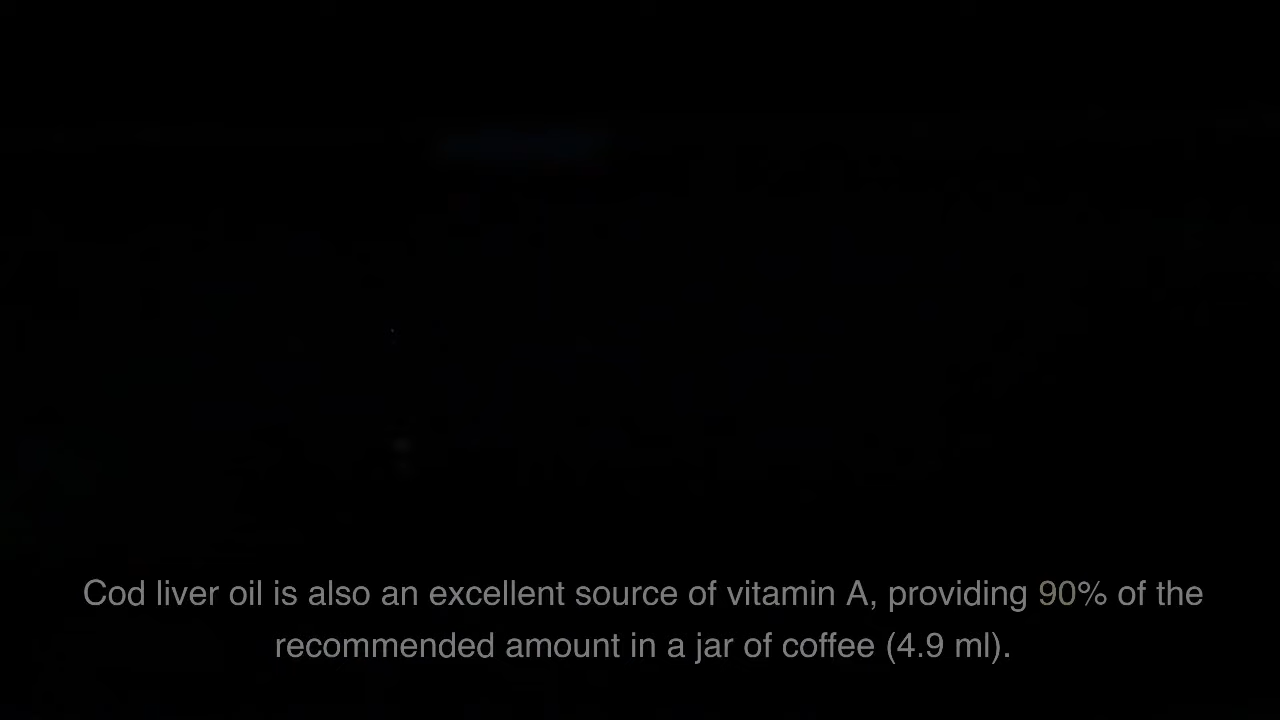 Cod liver oil is also an excellent source of vitamin A, providing 90% of the
recommended amount in a jar of coffee (4.9 ml).